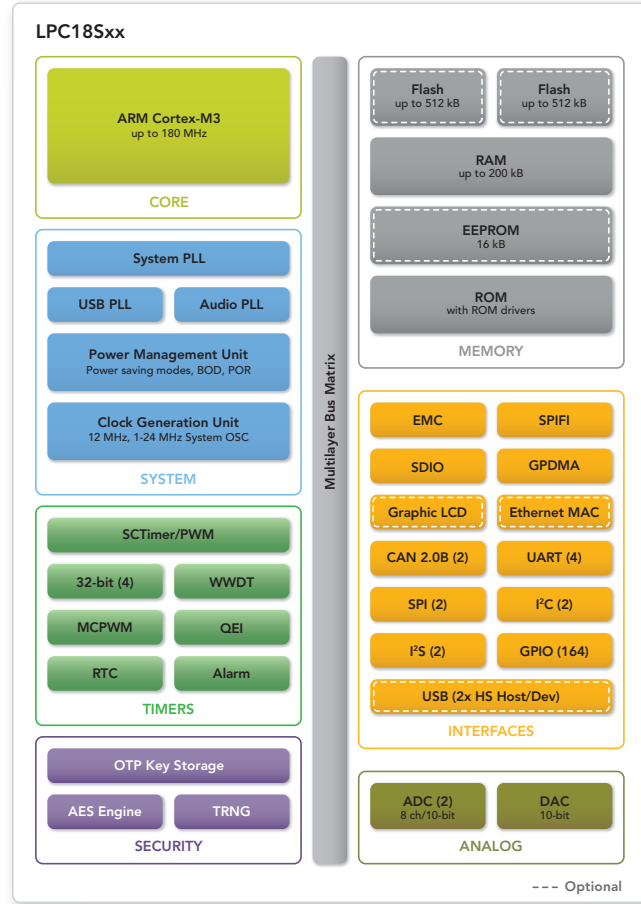 LPC18Sxx
ARM Cortex-M3
up to 180 MHz
CORE
System PLL
USB PLL
Audio PLL
Power Management Unit
Power saving modes, BOD, POR
Clock Generation Unit
12 MHz, 1-24 MHz System OSC
SYSTEM
SCTimer/PWM
32-bit (4)
WWDT
MCPWM
QEI
RTC
Alarm
TIMERS
OTP Key Storage
AES Engine
TRNG
SECURITY
Multilayer Bus Matrix
Flash
up to 512 kB
Flash
up to 512 kB
RAM
up to 200 kB
EEPROM
16 kB
ROM
with ROM drivers
MEMORY
EMC
SPIFI
SDIO
GPDMA
Graphic LCD
Ethernet MAC
CAN 2.0B (2)
UART (4)
SPI (2)
I²C (2)
I²S (2)
GPIO (164)
USB (2x HS Host/Dev)
INTERFACES
ADC (2)
8 ch/10-bit
DAC
10-bit
ANALOG
--- Optional